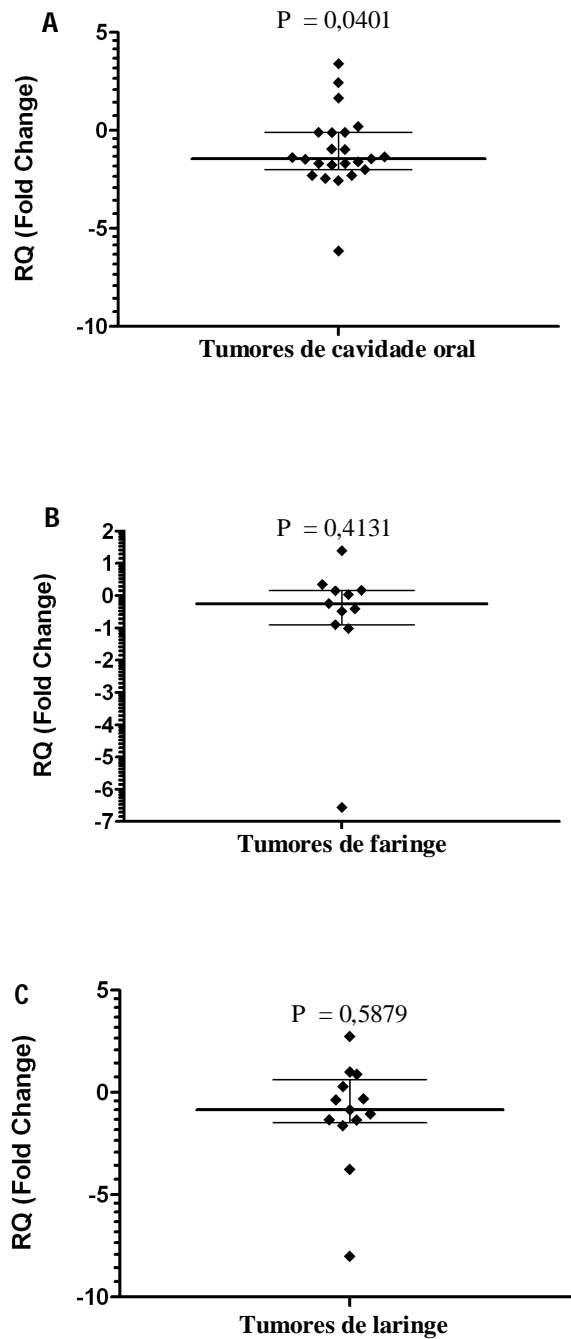 A
P = 0,0401
RQ (Fold Change)
5
0
-5
-10
Tumores de cavidade oral
B
P = 0,4131
RQ (Fold Change)
2
1
0
-1
-2
-3
-4
-5
-6
-7
Tumores de faringe
C
P = 0,5879
RQ (Fold Change)
5
0
-5
-10
Tumores de laringe